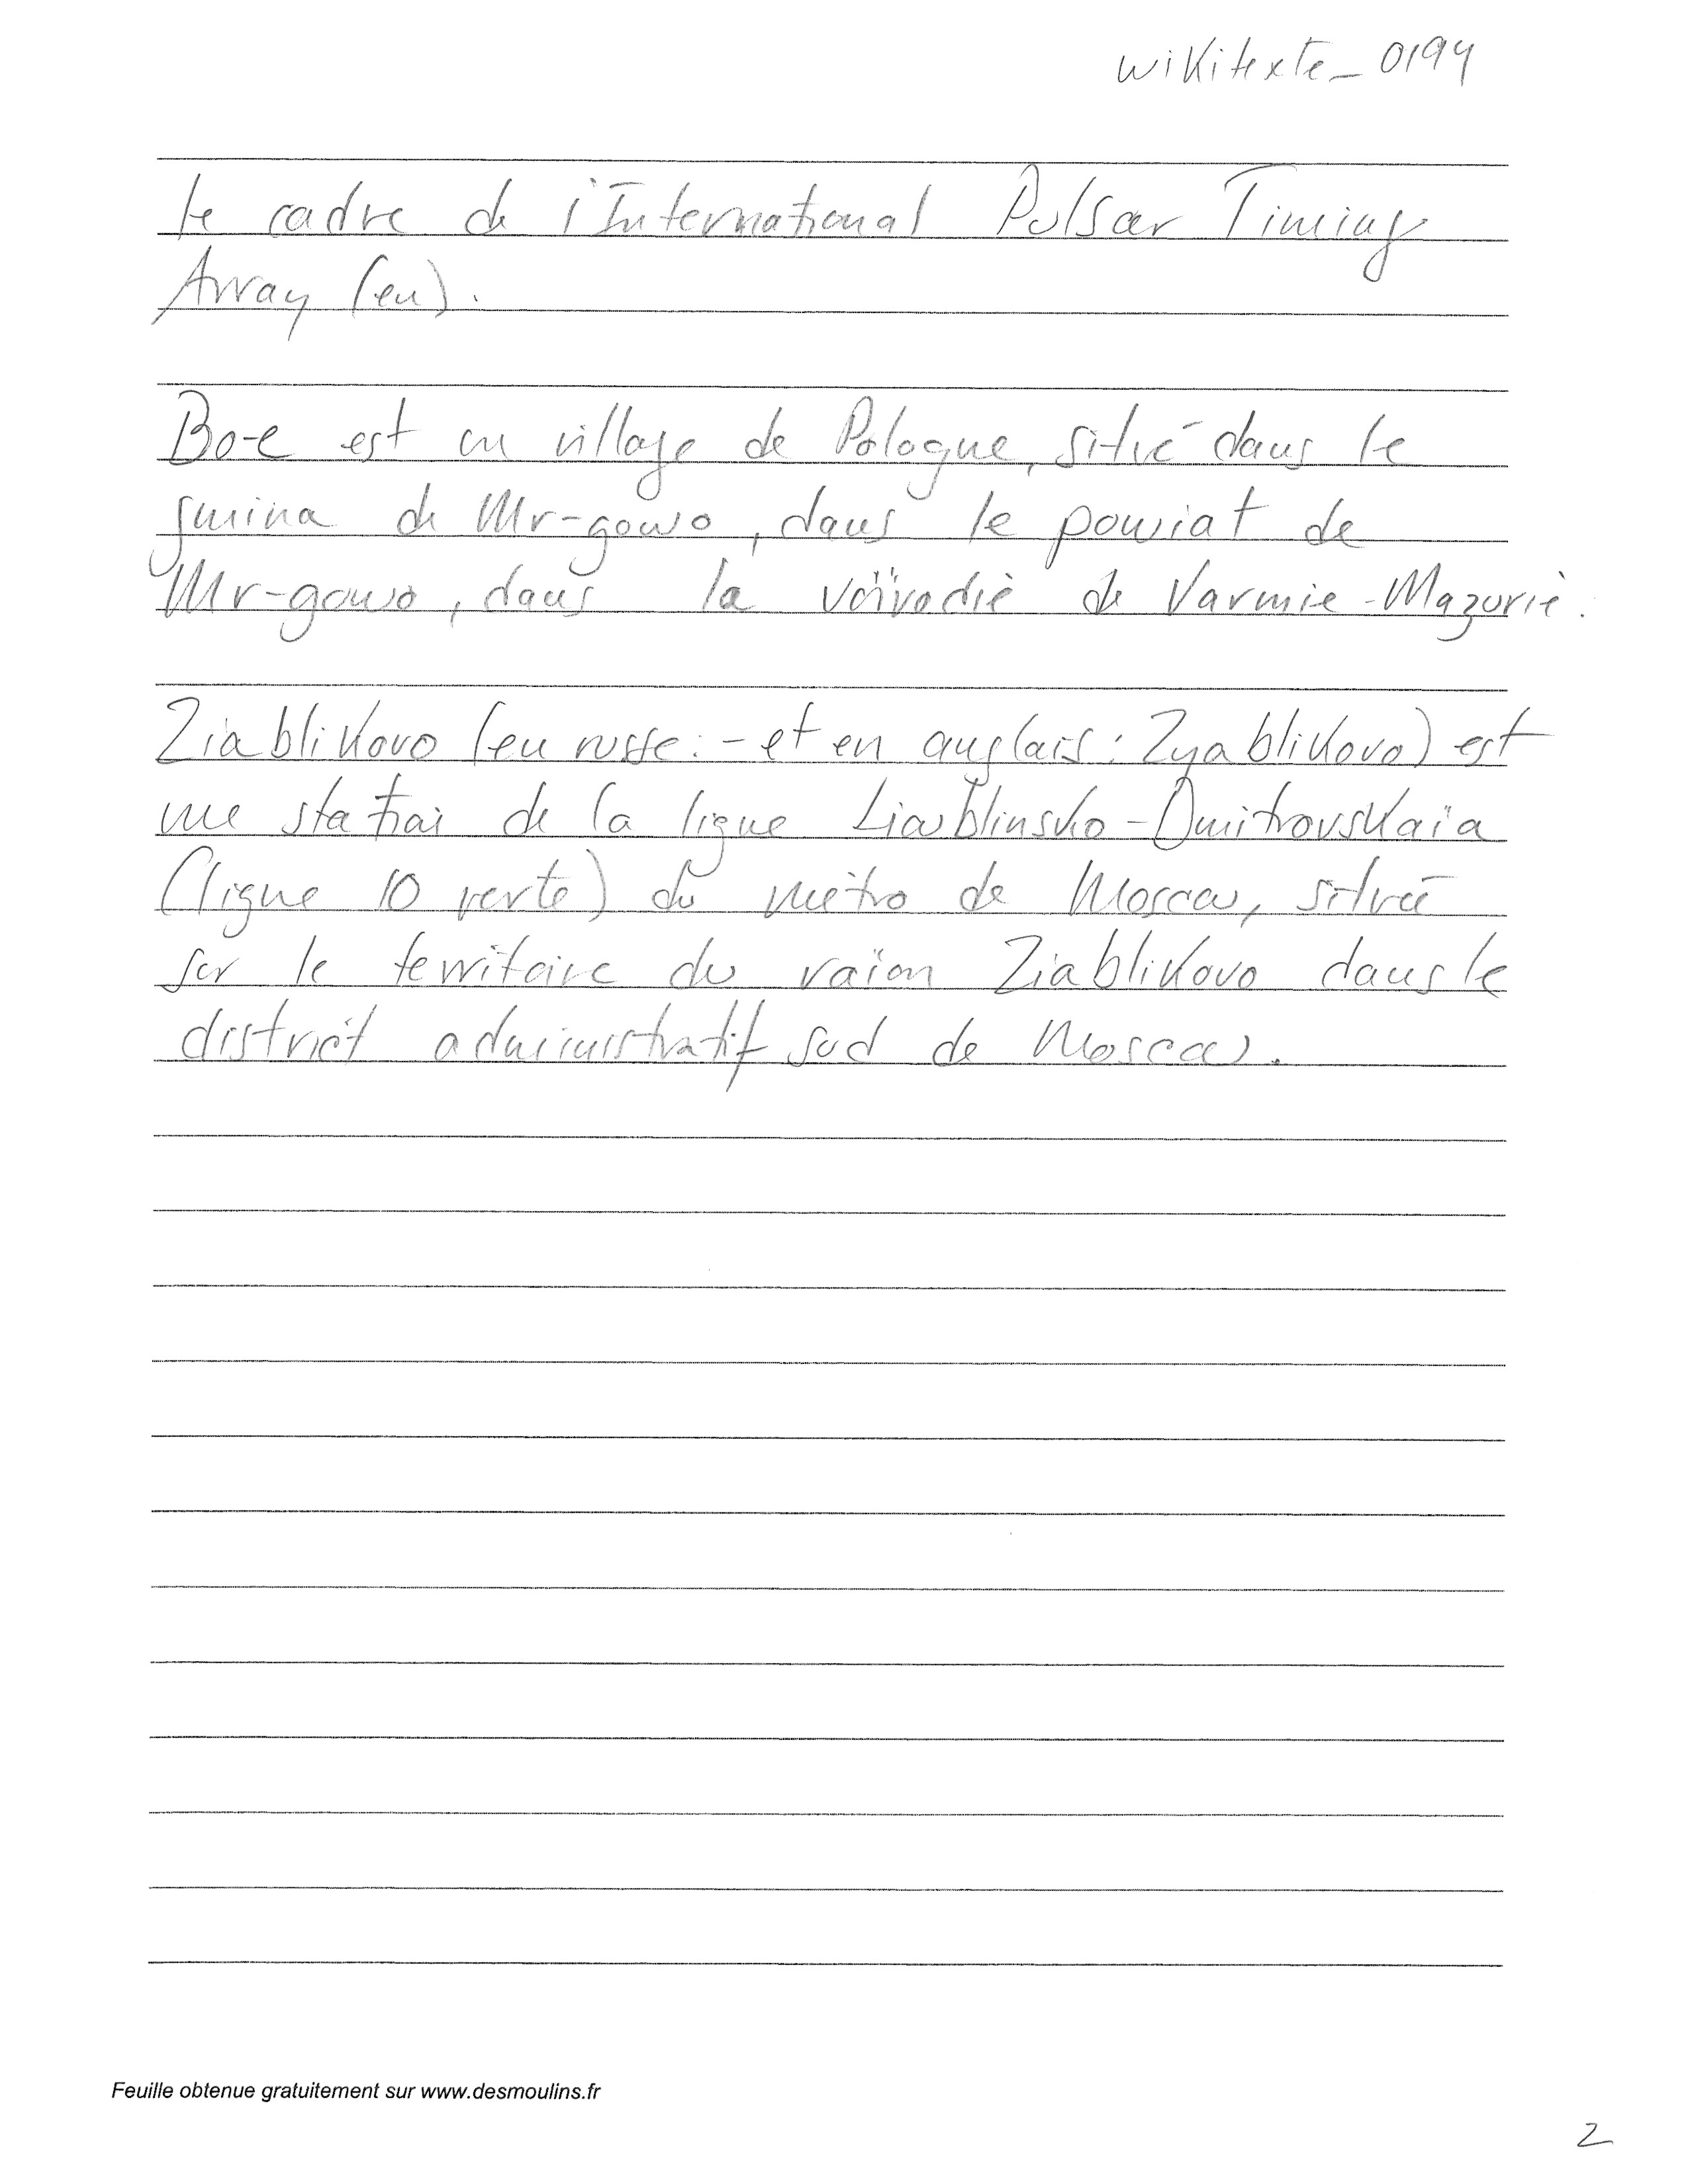 wikitexte_0194
le cadre de l'International Pulsar Timing
Array (en).
Bo-e est un village de Pologne, situé dans le
gmina de Mr-gowo, dans le powiat de
Mr-gowo, dans la voïvodie de Varmie-Mazurie.
Ziablikovo (en russe : - et en anglais : Zyablikovo) est
une station de la ligne Lioublinsko-Dmitrovskaïa
(ligne 10 verte) du métro de Moscou, située
sur le territoire du raïon Ziablikovo dans le
district administratif sud de Moscou.
Feuille obtenue gratuitement sur www.desmoulins.fr
2